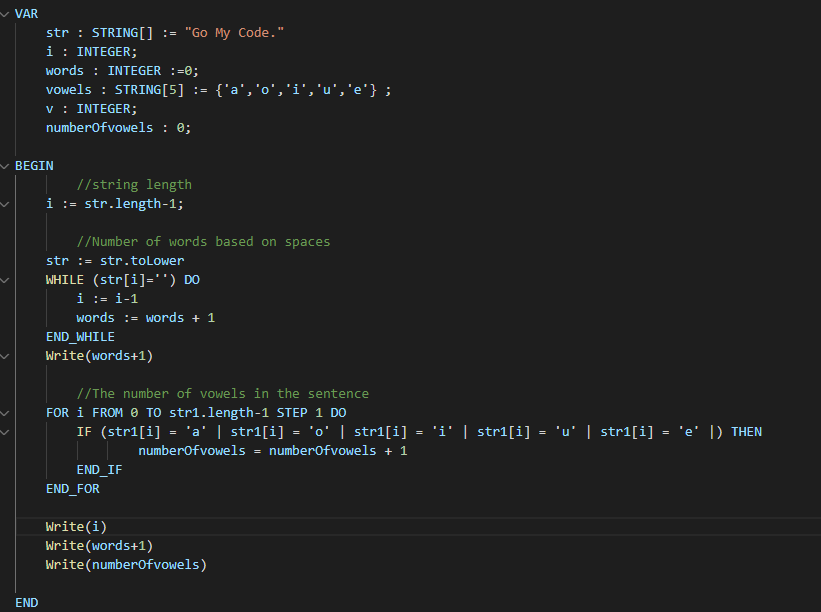 VAR
str : STRING[] := "Go My Code."
i : INTEGER;
words : INTEGER :=0;
vowels : STRING[5] := {'a','o','i','u','e'} ;
v : INTEGER;
numberOfvowels : 0;
BEGIN
//string length
i := str.length-1;
//Number of words based on spaces
str := str.toLower
WHILE (str[i]='') DO
i := i-1
words := words + 1
END_WHILE
Write(words+1)
//The number of vowels in the sentence
FOR i FROM 0 TO str1.length-1 STEP 1 DO
IF (str1[i] = 'a' | str1[i] = 'o' | str1[i] = 'i' | str1[i] = 'u' | str1[i] = 'e' |) THEN
numberOfvowels = numberOfvowels + 1
END_IF
END_FOR
Write(i)
Write(words+1)
Write(numberOfvowels)
END